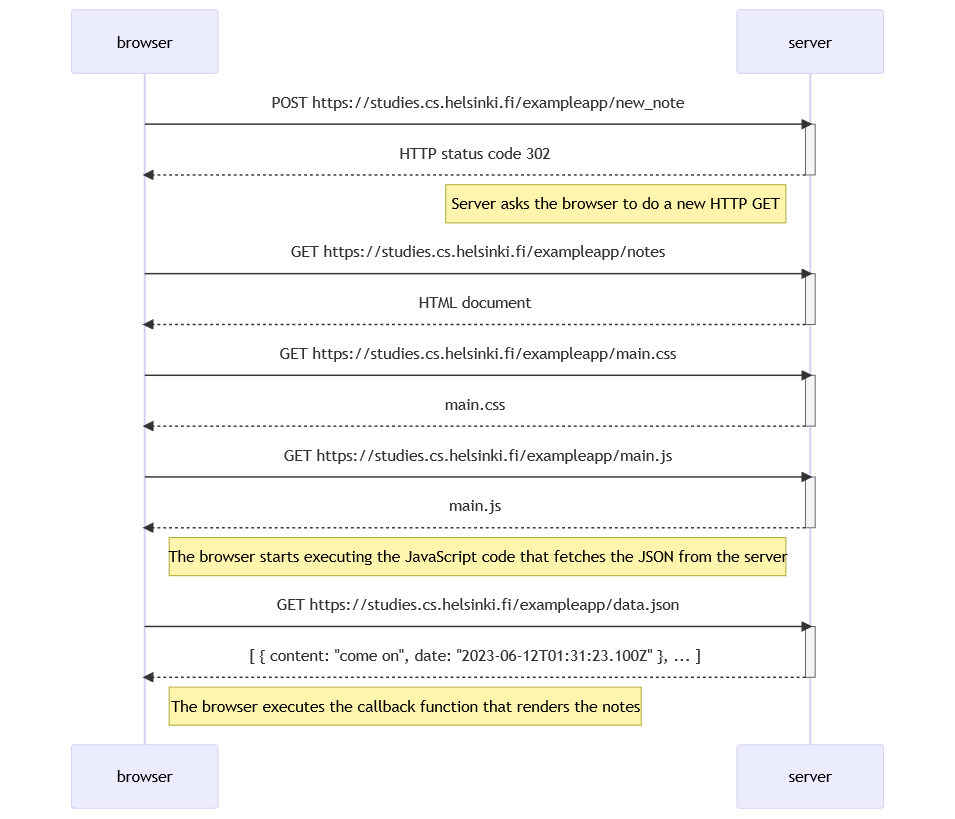 browser
server
POST https://studies.cs.helsinki.fi/exampleapp/new_note
HTTP status code 302
Server asks the browser to do a new HTTP GET
GET https://studies.cs.helsinki.fi/exampleapp/notes
HTML document
GET https://studies.cs.helsinki.fi/exampleapp/main.css
main.css
GET https://studies.cs.helsinki.fi/exampleapp/main.js
main.js
The browser starts executing the JavaScript code that fetches the JSON from the server
GET https://studies.cs.helsinki.fi/exampleapp/data.json
[ { content: "come on", date: "2023-06-12T01:31:23.100Z" }, ... ]
The browser executes the callback function that renders the notes
browser
server